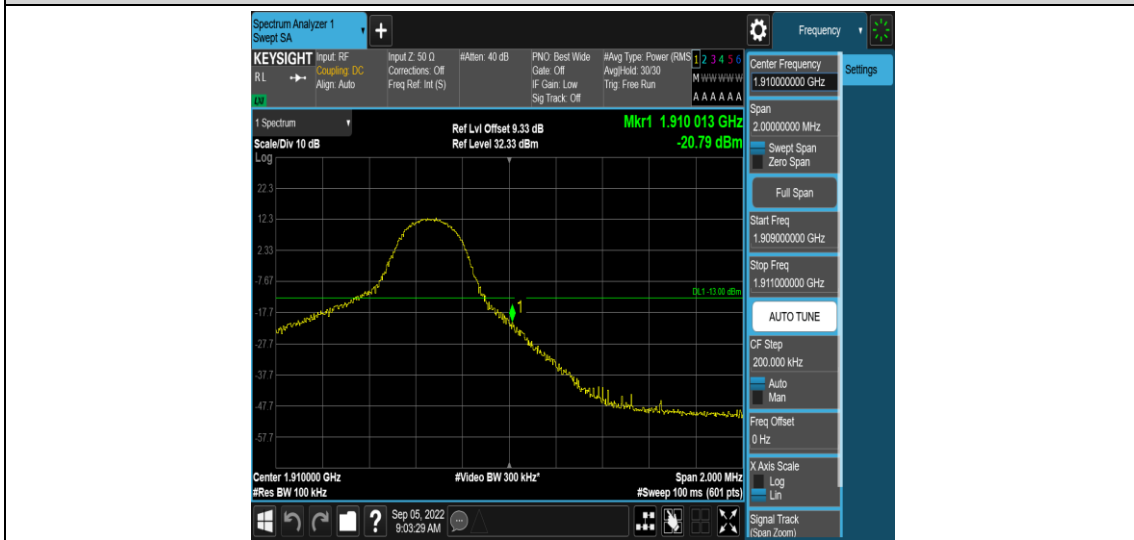 Spectrum Analyzer 1
Swept SA
+
Frequency
KEYSIGHT
RL
LXI
Input: RF
Coupling: DC
Align: Auto
Input Z: 50 Ω
Corrections: Off
Freq Ref: Int (S)
#Atten: 40 dB
PNO: Best Wide
Gate: Off
IF Gain: Low
Sig Track: Off
#Avg Type: Power (RMS
Avg|Hold: 30/30
Trig: Free Run
1 2 3 4 5 6
M W W W W W
A A A A A A
1 Spectrum
Scale/Div 10 dB
Ref Lvl Offset 9.33 dB
Ref Level 32.33 dBm
Mkr1 1.910 013 GHz
-20.79 dBm
Log
22.3
12.3
2.33
-7.67
-17.7
-27.7
-37.7
-47.7
-57.7
DL1 -13.00 dBm
1
Center 1.910000 GHz
#Res BW 100 kHz
#Video BW 300 kHz*
Span 2.000 MHz
#Sweep 100 ms (601 pts)
Center Frequency
1.910000000 GHz
Settings
Span
2.00000000 MHz
Swept Span
Zero Span
Full Span
Start Freq
1.909000000 GHz
Stop Freq
1.911000000 GHz
AUTO TUNE
CF Step
200.000 kHz
Auto
Man
Freq Offset
0 Hz
X Axis Scale
Log
Lin
Signal Track
(Span Zoom)
?
Sep 05, 2022
9:03:29 AM